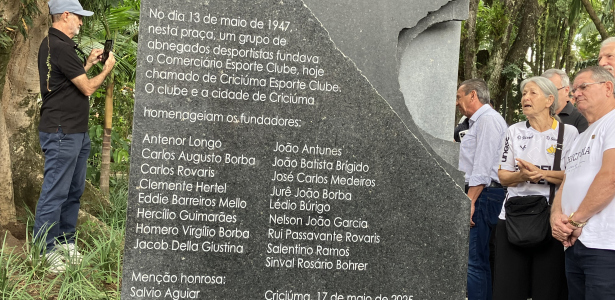 No dia 13 de maio de 1947,
nesta praça, um grupo de
abnegados desportistas fundava
o Comerciário Esporte Clube, hoje
chamado de Criciúma Esporte Clube.
O clube e a cidade de Criciúma
homenageiam os fundadores:
Antenor Longo
Carlos Augusto Borba
Carlos Rovaris
Clemente Hertel
Eddie Barreiros Mello
Hercílio Guimarães
Homero Virgílio Borba
Jacob Della Giustina
João Antunes
João Batista Brígido
José Carlos Medeiros
Jurê João Borba
Lédio Búrigo
Nelson João Garcia
Rui Passavante Rovaris
Salentino Ramos
Sinval Rosário Bohrer
Menção honrosa:
Salvio Aguiar
Criciúma, 17 de maio de 2025